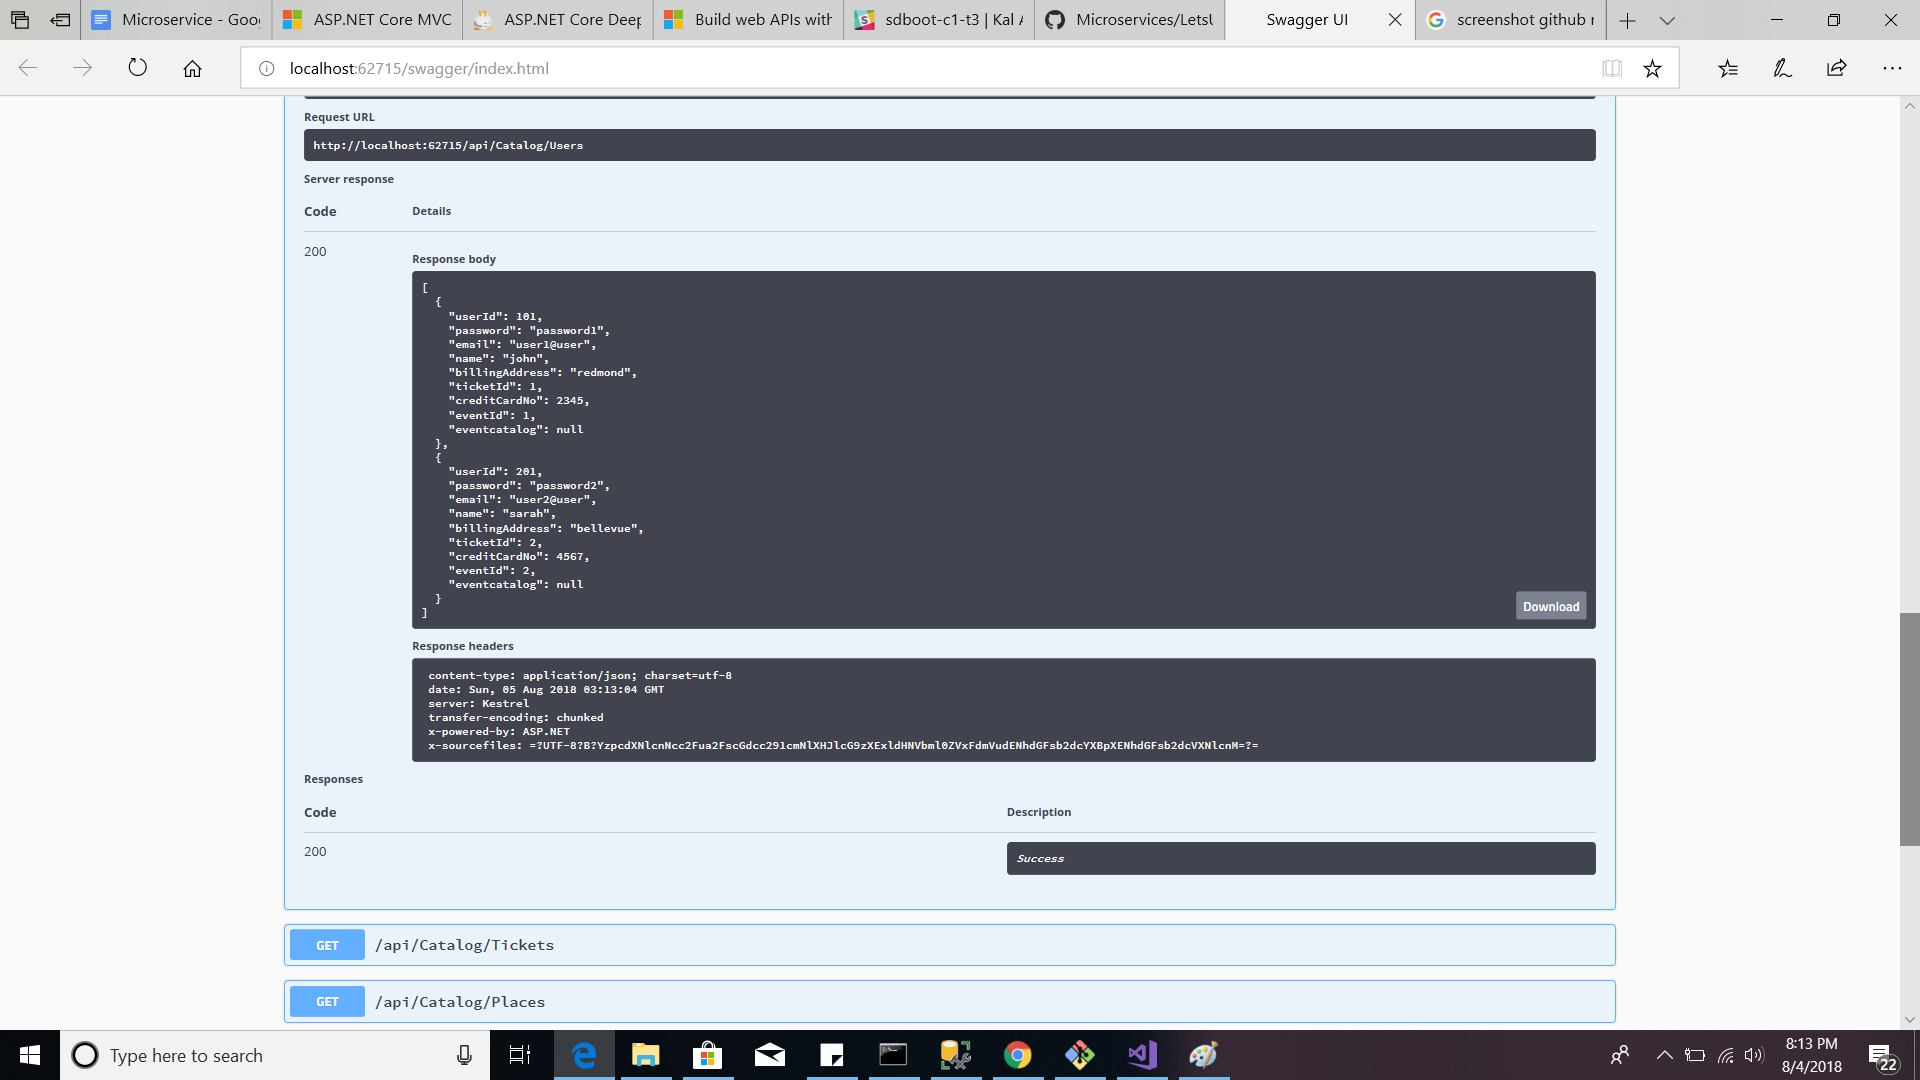 Microservice - Goo
ASP.NET Core MVC
ASP.NET Core Deep
Build web APIs with
sdboot-c1-t3 | Kal A
Microservices/LetsU
Swagger UI
screenshot github r
localhost:62715/swagger/index.html
Request URL
http://localhost:62715/api/Catalog/Users
Server response
Code Details
200
Response body
[
{
"userId": 101,
"password": "password1",
"email": "user1@user",
"name": "john",
"billingAddress": "redmond",
"ticketId": 1,
"creditCardNo": 2345,
"eventId": 1,
"eventcatalog": null
},
{
"userId": 201,
"password": "password2",
"email": "user2@user",
"name": "sarah",
"billingAddress": "bellevue",
"ticketId": 2,
"creditCardNo": 4567,
"eventId": 2,
"eventcatalog": null
}
]
Download
Response headers
content-type: application/json; charset=utf-8
date: Sun, 05 Aug 2018 03:13:04 GMT
server: Kestrel
transfer-encoding: chunked
x-powered-by: ASP.NET
x-sourcefiles: =?UTF-8?B?YzpcdXNlcnNcc2Fua2FscGdcc291cmNlXHJlcG9zXExldHNVbml0ZVxFdmVudENhdGFsb2dcYXBpXENhdGFsb2dcVXNlcnM=?=
Responses
Code Description
200
Success
GET /api/Catalog/Tickets
GET /api/Catalog/Places
Type here to search
8:13 PM
8/4/2018
22